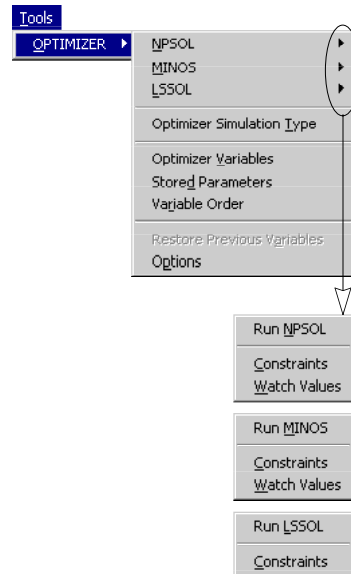 Tools
OPTIMIZER
NPSOL
MINOS
LSSOL
Optimizer Simulation Type
Optimizer Variables
Stored Parameters
Variable Order
Restore Previous Variables
Options
Run NPSOL
Constraints
Watch Values
Run MINOS
Constraints
Watch Values
Run LSSOL
Constraints